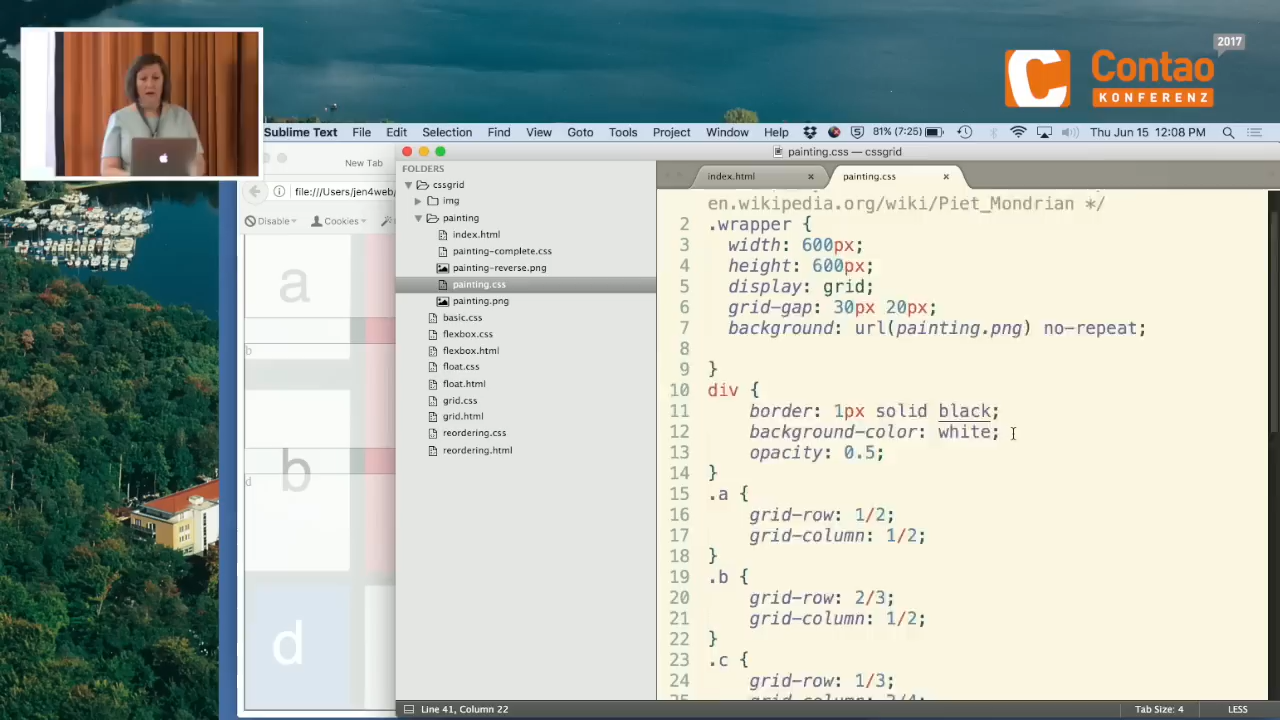 2017
Contao
KONFERENZ
Sublime Text File Edit Selection Find View Goto Tools Project Window Help 81% (7:25) Thu Jun 15 12:08 PM
painting.css — cssgrid
New Tab
file:///Users/jen4web/
Disable Cookies
a
b
b
d
d
FOLDERS
cssgrid
img
painting
index.html
painting-complete.css
painting-reverse.png
painting.css
painting.png
basic.css
flexbox.css
flexbox.html
float.css
float.html
grid.css
grid.html
reordering.css
reordering.html
index.html painting.css
en.wikipedia.org/wiki/Piet_Mondrian */
2 .wrapper {
3 width: 600px;
4 height: 600px;
5 display: grid;
6 grid-gap: 30px 20px;
7 background: url(painting.png) no-repeat;
8
9 }
10 div {
11 border: 1px solid black;
12 background-color: white;
13 opacity: 0.5;
14 }
15 .a {
16 grid-row: 1/2;
17 grid-column: 1/2;
18 }
19 .b {
20 grid-row: 2/3;
21 grid-column: 1/2;
22 }
23 .c {
24 grid-row: 1/3;
Line 41, Column 22 Tab Size: 4 LESS